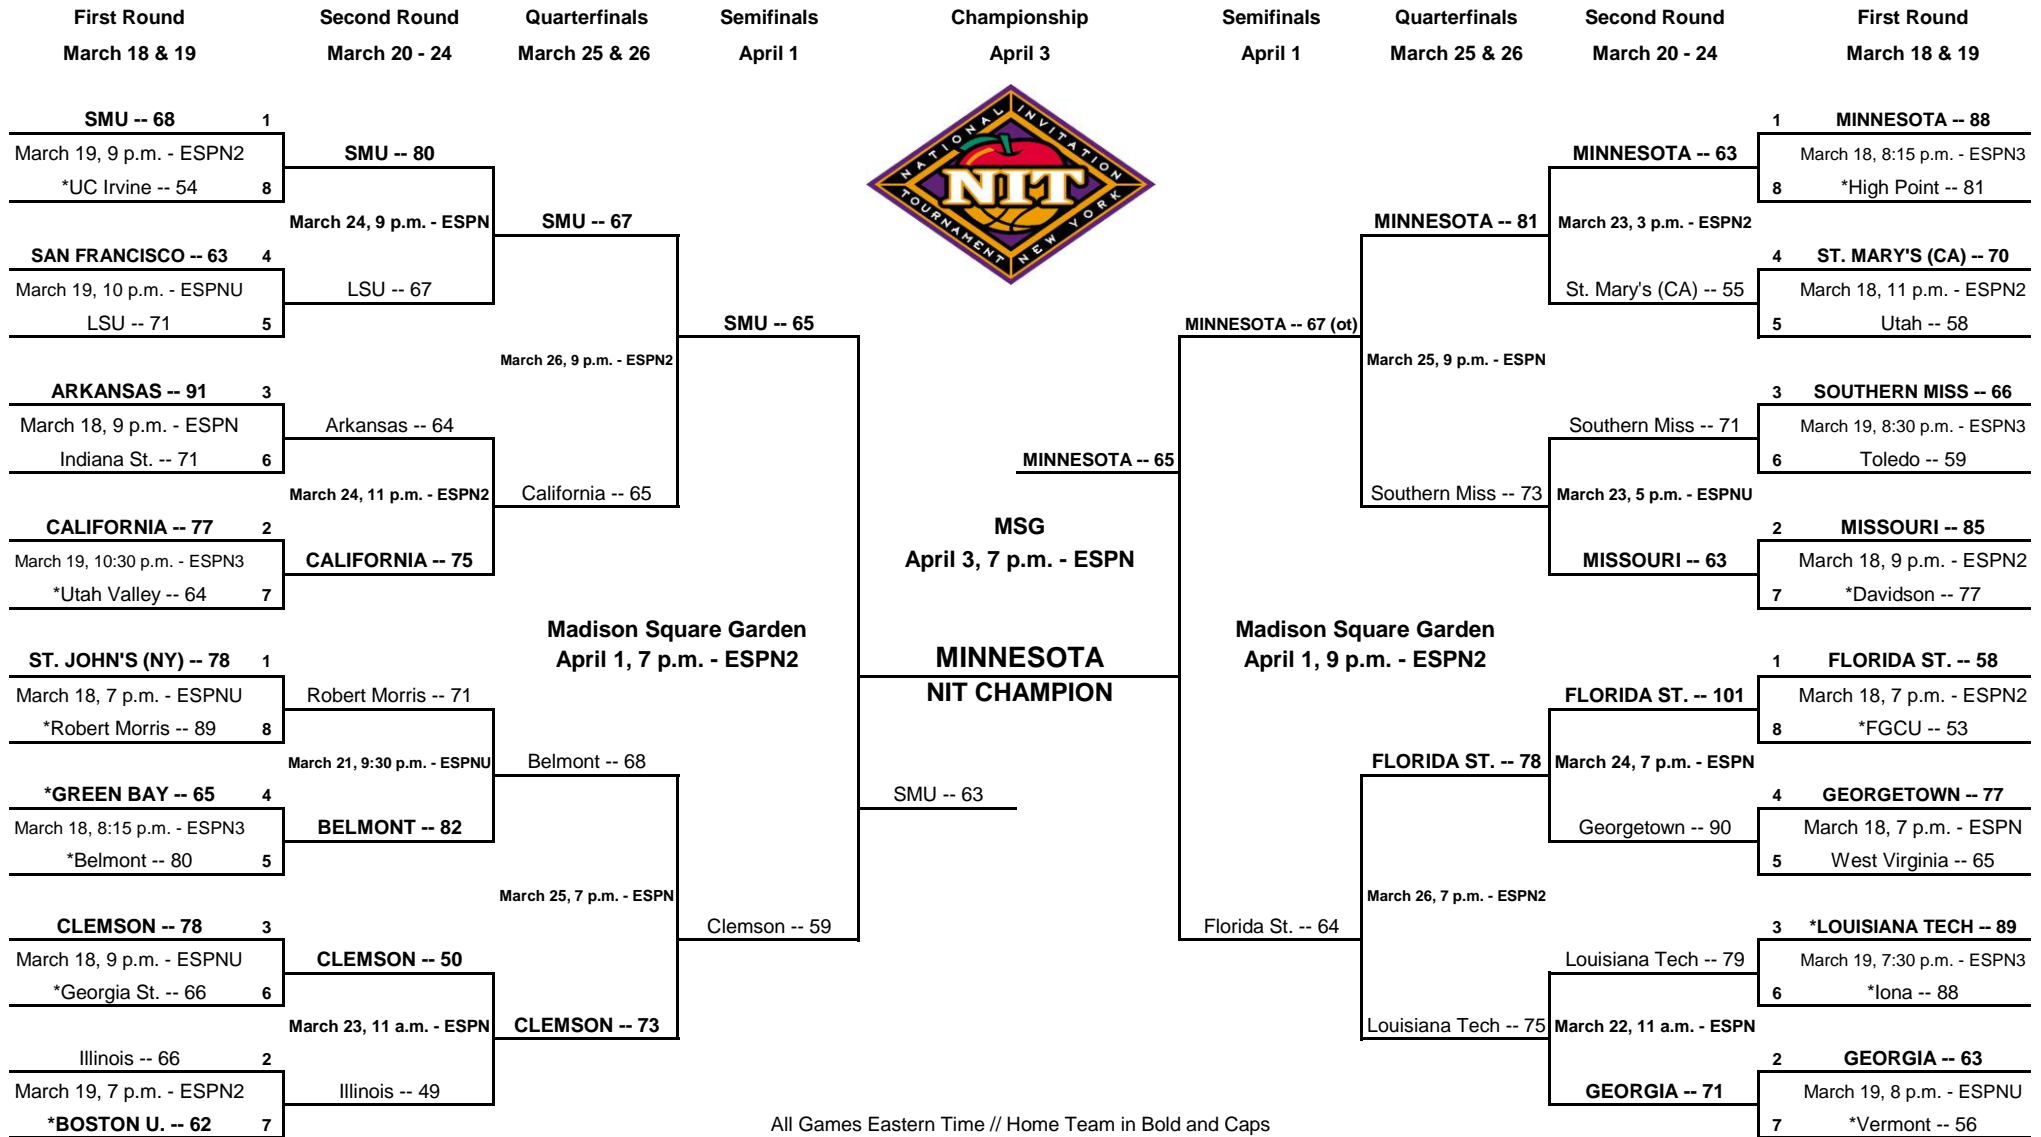 First Round
Second Round
Quarterfinals
Semifinals
Championship
Semifinals
Quarterfinals
Second Round
First Round
March 18 & 19
March 20 - 24
March 25 & 26
April 1
April 3
April 1
March 25 & 26
March 20 - 24
March 18 & 19
SMU -- 68 1
March 19, 9 p.m. - ESPN2
*UC Irvine -- 54 8
SAN FRANCISCO -- 63 4
March 19, 10 p.m. - ESPNU
LSU -- 71 5
ARKANSAS -- 91 3
March 18, 9 p.m. - ESPN
Indiana St. -- 71 6
CALIFORNIA -- 77 2
March 19, 10:30 p.m. - ESPN3
*Utah Valley -- 64 7
ST. JOHN'S (NY) -- 78 1
March 18, 7 p.m. - ESPNU
*Robert Morris -- 89 8
*GREEN BAY -- 65 4
March 18, 8:15 p.m. - ESPN3
*Belmont -- 80 5
CLEMSON -- 78 3
March 18, 9 p.m. - ESPNU
*Georgia St. -- 66 6
Illinois -- 66 2
March 19, 7 p.m. - ESPN2
*BOSTON U. -- 62 7
SMU -- 80
March 24, 9 p.m. - ESPN
LSU -- 67
Arkansas -- 64
March 24, 11 p.m. - ESPN2
CALIFORNIA -- 75
Robert Morris -- 71
March 21, 9:30 p.m. - ESPNU
BELMONT -- 82
CLEMSON -- 50
March 23, 11 a.m. - ESPN
Illinois -- 49
SMU -- 67
March 26, 9 p.m. - ESPN2
California -- 65
Madison Square Garden
April 1, 7 p.m. - ESPN2
Belmont -- 68
March 25, 7 p.m. - ESPN
CLEMSON -- 73
SMU -- 65
Clemson -- 59
NATIONAL INVITATION
NIT
TOURNAMENT NEW YORK
MINNESOTA -- 65
MSG
April 3, 7 p.m. - ESPN
MINNESOTA
NIT CHAMPION
SMU -- 63
MINNESOTA -- 67 (ot)
Madison Square Garden
April 1, 9 p.m. - ESPN2
Florida St. -- 64
MINNESOTA -- 81
March 25, 9 p.m. - ESPN
Southern Miss -- 73
FLORIDA ST. -- 78
March 26, 7 p.m. - ESPN2
Louisiana Tech -- 75
MINNESOTA -- 63
March 23, 3 p.m. - ESPN2
St. Mary's (CA) -- 55
Southern Miss -- 71
March 23, 5 p.m. - ESPNU
MISSOURI -- 63
FLORIDA ST. -- 101
March 24, 7 p.m. - ESPN
Georgetown -- 90
Louisiana Tech -- 79
March 22, 11 a.m. - ESPN
GEORGIA -- 71
1 MINNESOTA -- 88
March 18, 8:15 p.m. - ESPN3
8 *High Point -- 81
4 ST. MARY'S (CA) -- 70
March 18, 11 p.m. - ESPN2
5 Utah -- 58
3 SOUTHERN MISS -- 66
March 19, 8:30 p.m. - ESPN3
6 Toledo -- 59
2 MISSOURI -- 85
March 18, 9 p.m. - ESPN2
7 *Davidson -- 77
1 FLORIDA ST. -- 58
March 18, 7 p.m. - ESPN2
8 *FGCU -- 53
4 GEORGETOWN -- 77
March 18, 7 p.m. - ESPN
5 West Virginia -- 65
3 *LOUISIANA TECH -- 89
March 19, 7:30 p.m. - ESPN3
6 *Iona -- 88
2 GEORGIA -- 63
March 19, 8 p.m. - ESPNU
7 *Vermont -- 56
All Games Eastern Time // Home Team in Bold and Caps